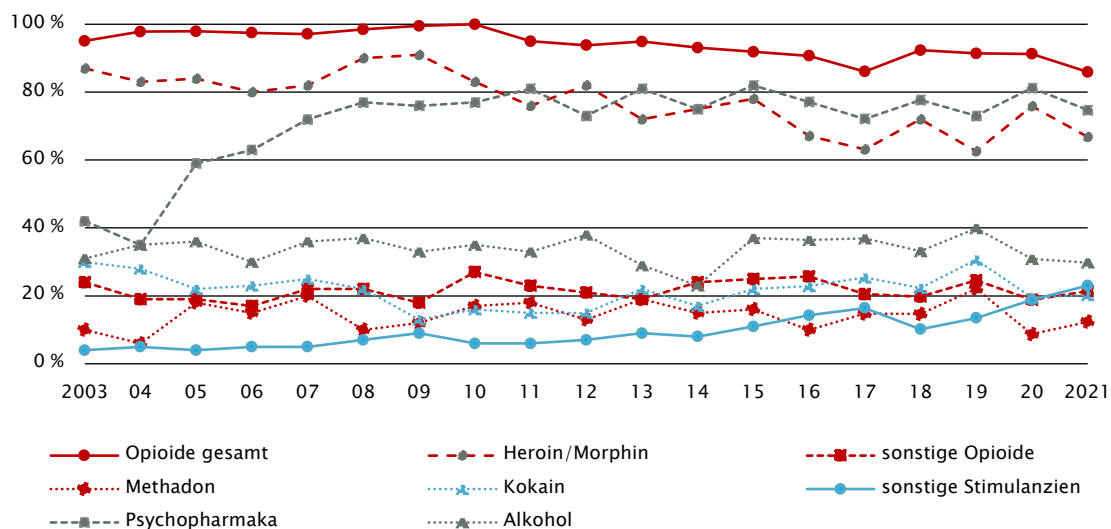 100 %
80 %
60 %
40 %
20 %
0 %
2003 04 05 06 07 08 09 10 11 12 13 14 15 16 17 18 19 20 2021
Opioide gesamt Heroin/Morphin sonstige Opioide
Methadon Kokain sonstige Stimulanzien
Psychopharmaka Alkohol